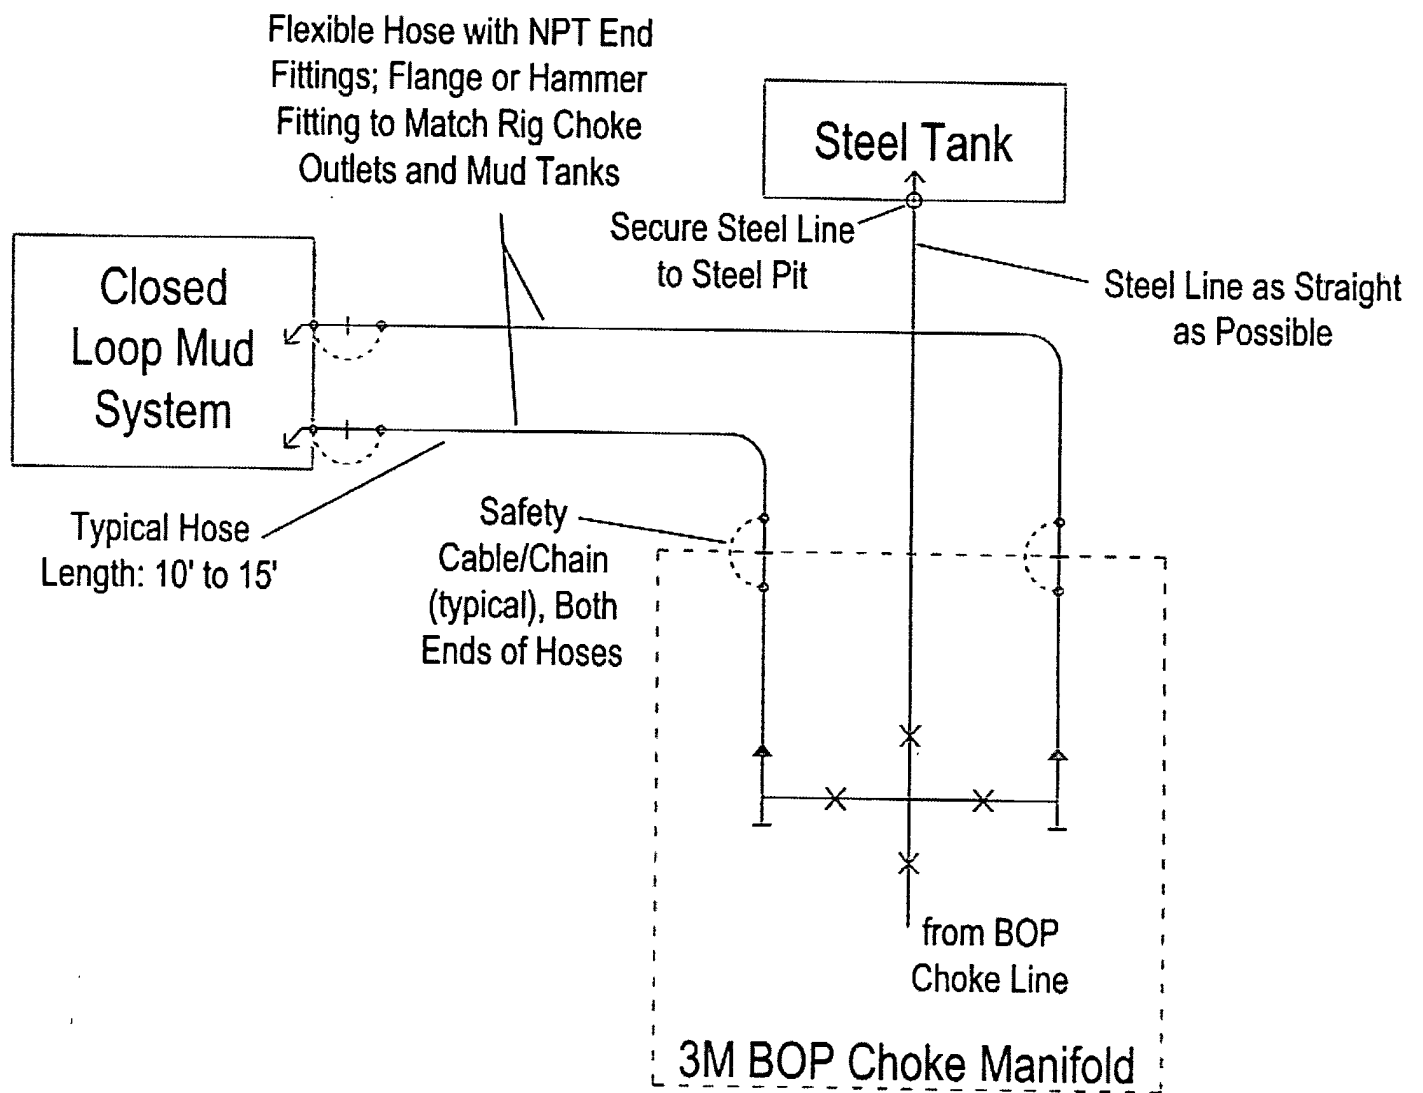 Flexible Hose with NPT End
Fittings; Flange or Hammer
Fitting to Match Rig Choke
Outlets and Mud Tanks
Steel Tank
Secure Steel Line
to Steel Pit
Steel Line as Straight
as Possible
Closed
Loop Mud
System
Typical Hose
Length: 10' to 15'
Safety
Cable/Chain
(typical), Both
Ends of Hoses
from BOP
Choke Line
3M BOP Choke Manifold